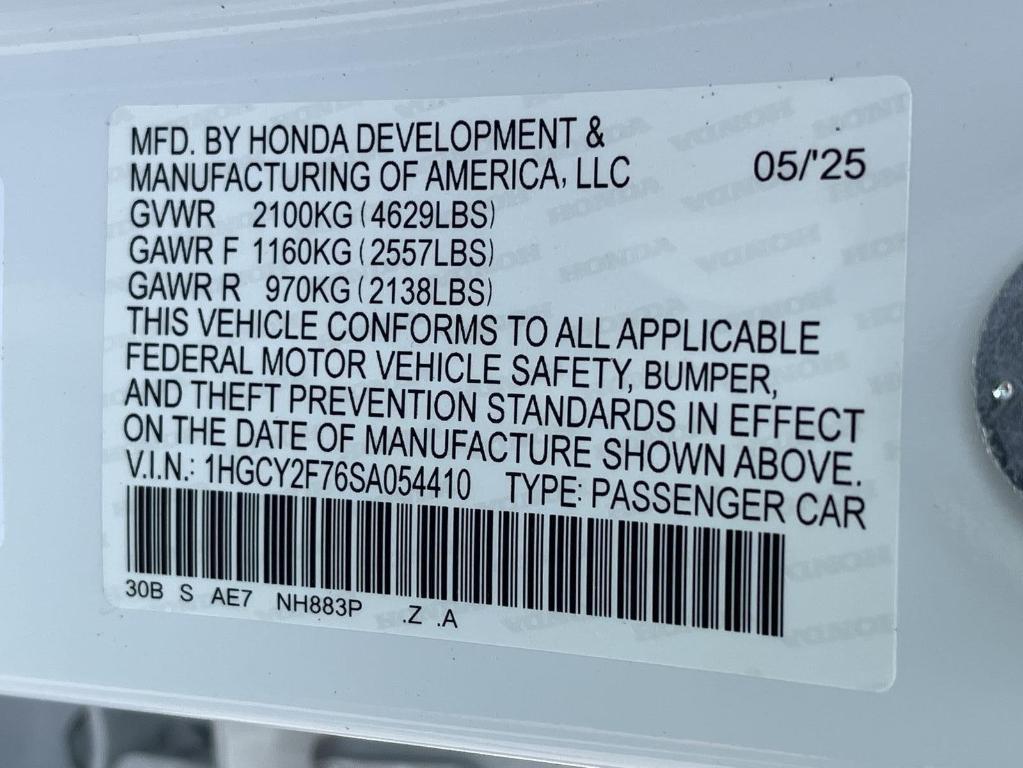 MFD. BY HONDA DEVELOPMENT &
MANUFACTURING OF AMERICA, LLC 05/'25
GVWR 2100KG (4629LBS)
GAWR F 1160KG (2557LBS)
GAWR R 970KG (2138LBS)
THIS VEHICLE CONFORMS TO ALL APPLICABLE
FEDERAL MOTOR VEHICLE SAFETY, BUMPER,
AND THEFT PREVENTION STANDARDS IN EFFECT
ON THE DATE OF MANUFACTURE SHOWN ABOVE.
V.I.N.: 1HGCY2F76SA054410 TYPE: PASSENGER CAR
30B S AE7 NH883P .Z .A